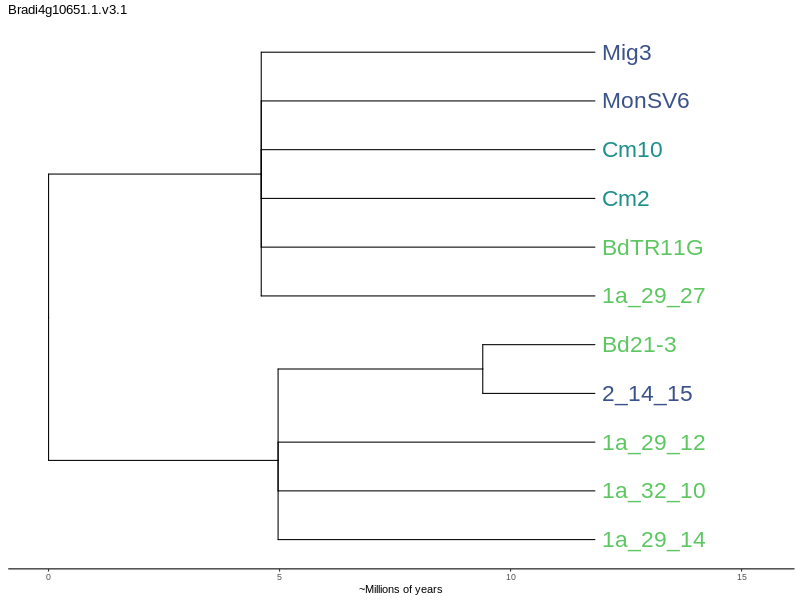 Bradi4g10651.1.v3.1
Mig3
MonSV6
Cm10
Cm2
BdTR11G
1a_29_27
Bd21-3
2_14_15
1a_29_12
1a_32_10
1a_29_14
0 5 10 15
~Millions of years